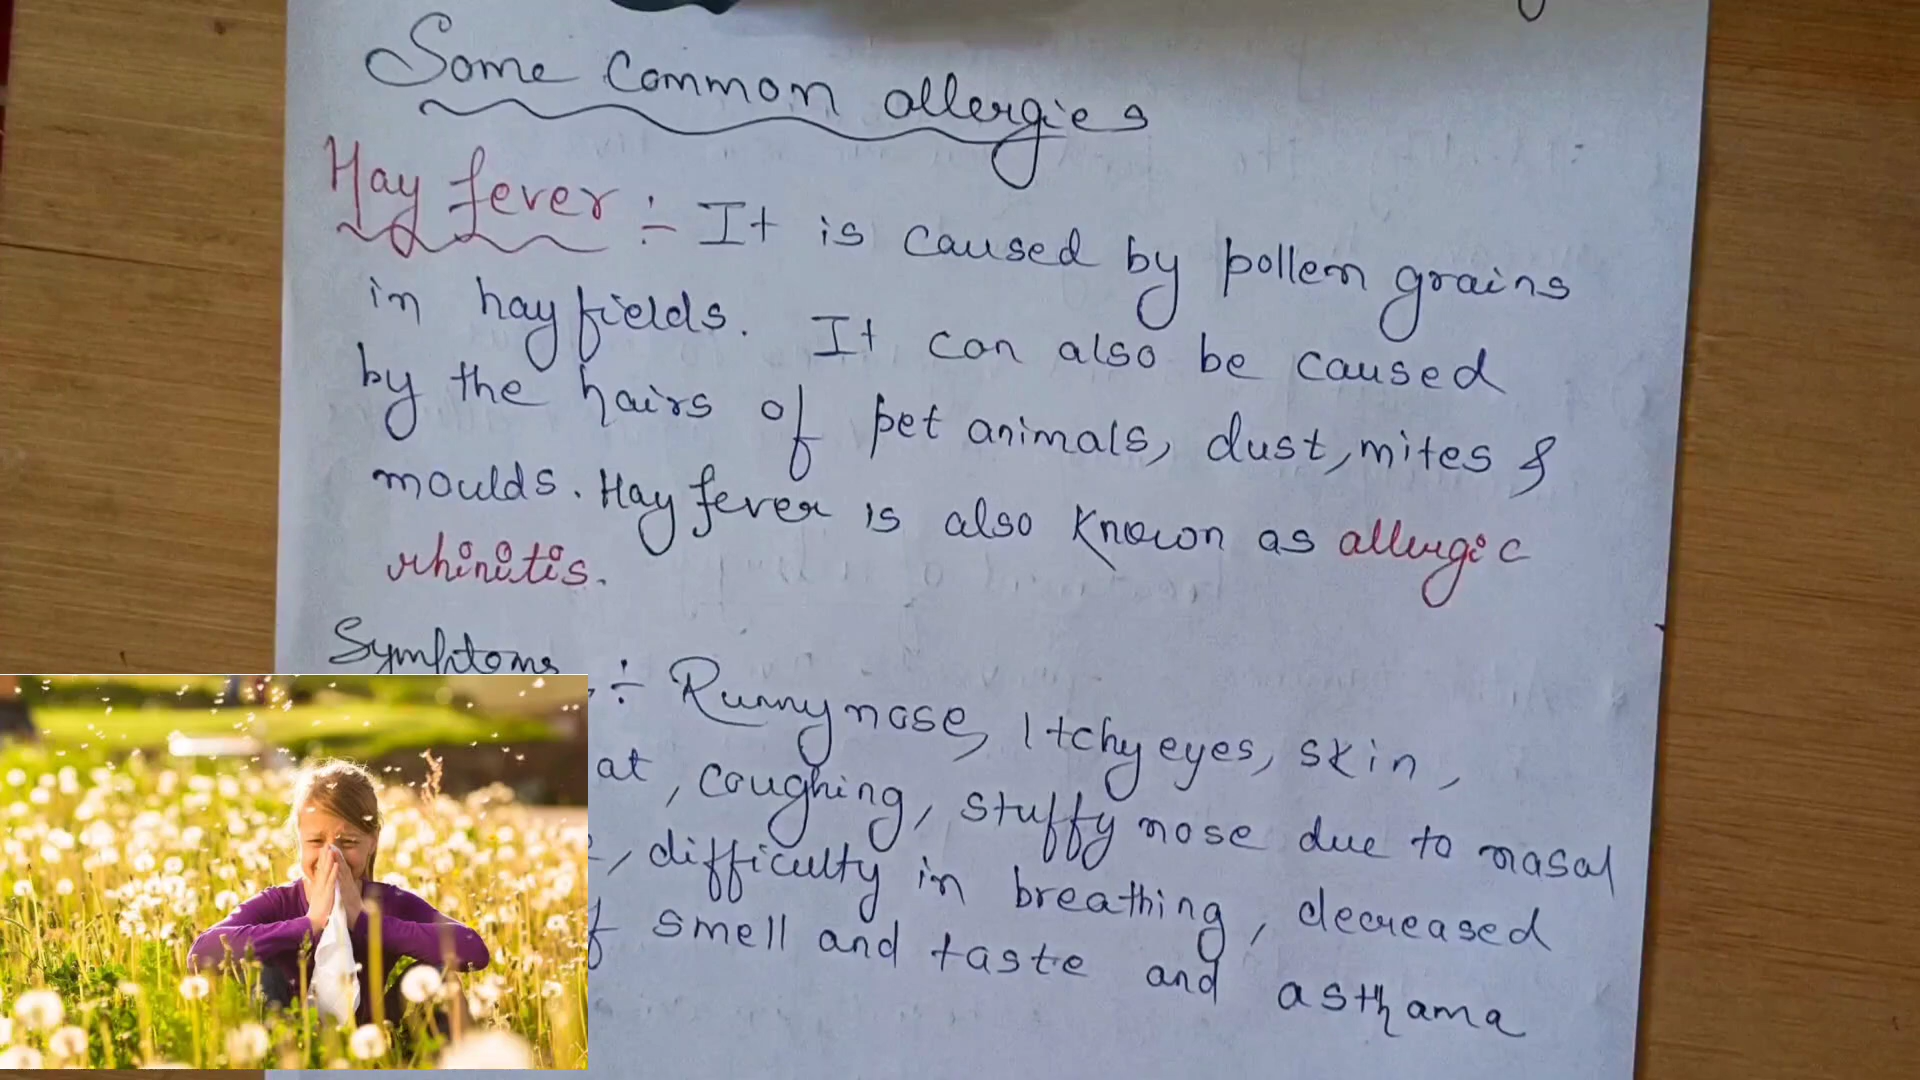 Some common allergies
Hay fever :- It is caused by pollen grains
in hay fields. It can also be caused
by the hairs of pet animals, dust, mites &
moulds. Hay fever is also known as allergic
rhinitis.
Symptoms :- Runny nose, Itchy eyes, skin,
at, coughing, stuffy nose due to nasal
, difficulty in breathing, decreased
f smell and taste and asthama